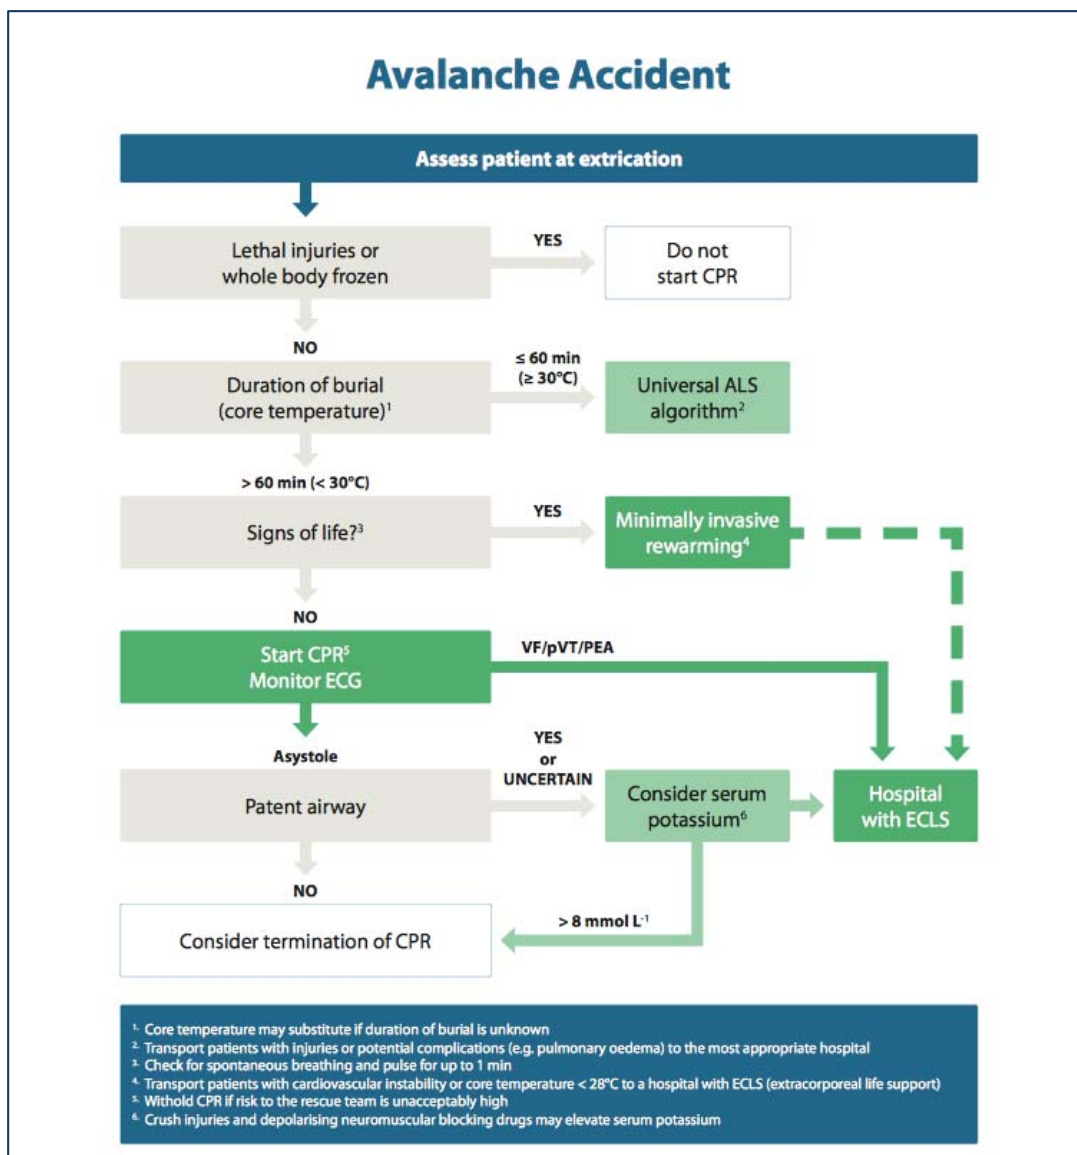 Avalanche Accident
Assess patient at extrication
Lethal injuries or
whole body frozen
YES
Do not
start CPR
NO
Duration of burial
(core temperature)¹
≤ 60 min
(≥ 30°C)
Universal ALS
algorithm²
> 60 min (< 30°C)
Signs of life?³
YES
Minimally invasive
rewarming⁴
NO
Start CPR⁵
Monitor ECG
VF/pVT/PEA
Asystole
Patent airway
YES
or
UNCERTAIN
Consider serum
potassium⁶
Hospital
with ECLS
NO
Consider termination of CPR
> 8 mmol L⁻¹
1. Core temperature may substitute if duration of burial is unknown
2. Transport patients with injuries or potential complications (e.g. pulmonary oedema) to the most appropriate hospital
3. Check for spontaneous breathing and pulse for up to 1 min
4. Transport patients with cardiovascular instability or core temperature < 28°C to a hospital with ECLS (extracorporeal life support)
5. Withold CPR if risk to the rescue team is unacceptably high
6. Crush injuries and depolarising neuromuscular blocking drugs may elevate serum potassium